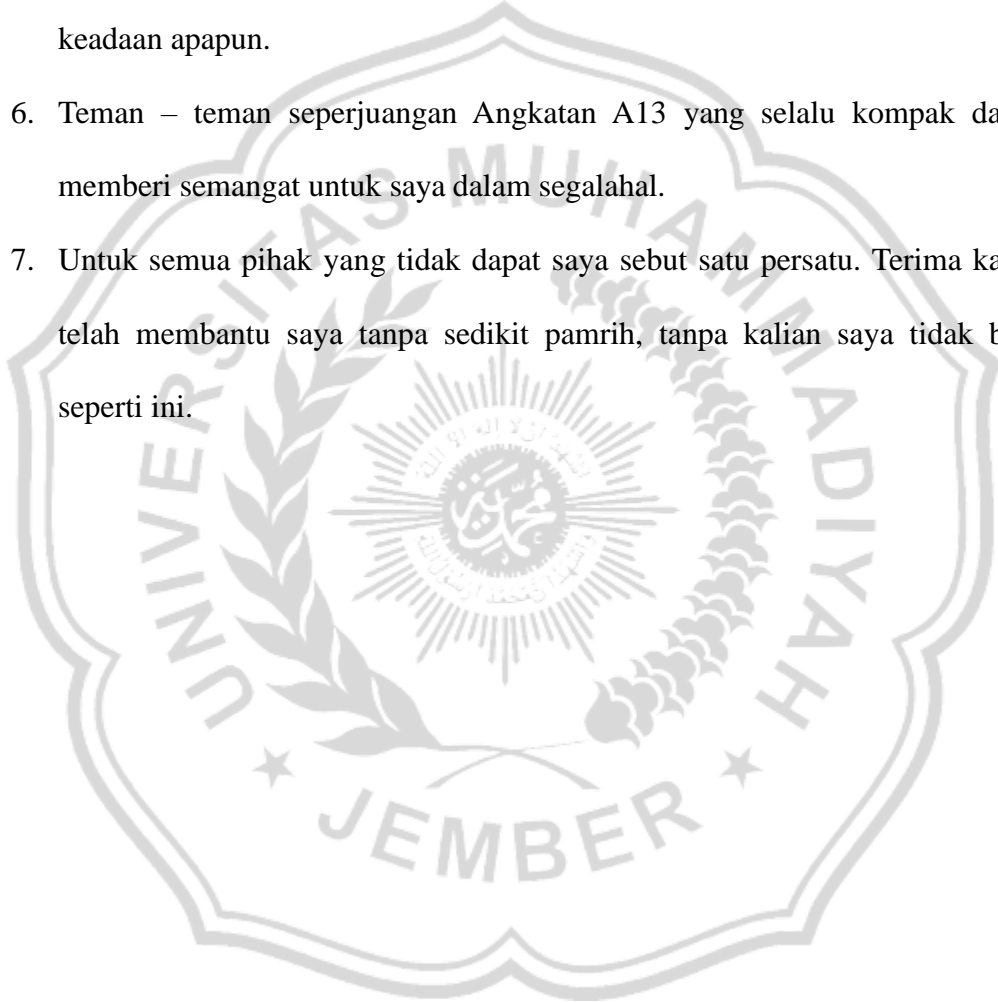 keadaan apapun.
6. Teman – teman seperjuangan Angkatan A13 yang selalu kompak da
memberi semangat untuk saya dalam segalahal.
7. Untuk semua pihak yang tidak dapat saya sebut satu persatu. Terima ka
telah membantu saya tanpa sedikit pamrih, tanpa kalian saya tidak b
seperti ini.
UNIVERSITAS MUHAMMADIYAH
JEMBER